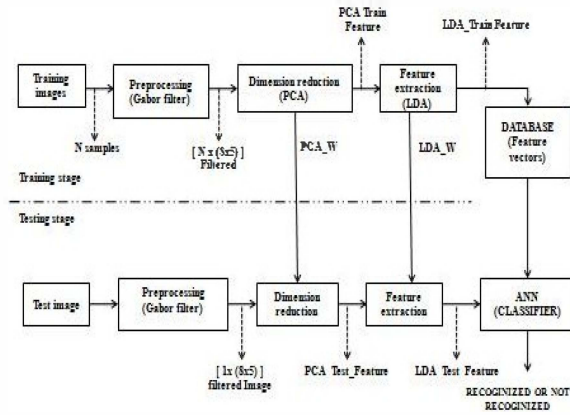 PCA Train
Feature
LDA_Train Feature
Training
images
Preprocessing
(Gabor filter)
Dimension reduction
(PCA)
Feature
extraction
(LDA)
N samples
[ N x (8x5) ]
Filtered
PCA_W
LDA_W
DATABASE
(Feature
vectors)
Training stage
Testing stage
Test image
Preprocessing
(Gabor filter)
Dimension
reduction
Feature
extraction
ANN
(CLASSIFIER)
[ 1x (8x5) ]
filtered Image
PCA Test_Feature
LDA Test Feature
RECOGINIZED OR NOT
RECOGINIZED